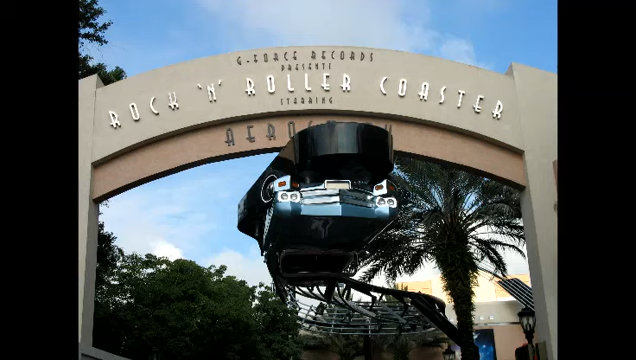 G-FORCE RECORDS
PRESENTS
ROCK 'N' ROLLER COASTER
STARRING